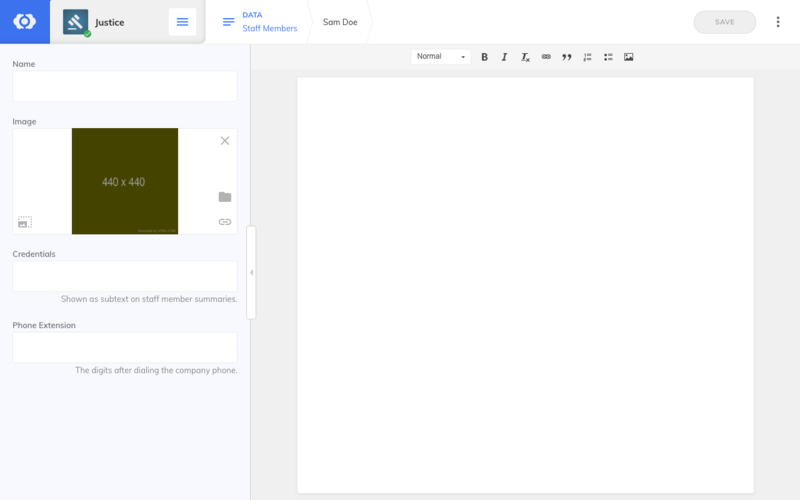 Justice
DATA
Staff Members
Sam Doe
SAVE
Normal
Name
Image
440 x 440
Credentials
Shown as subtext on staff member summaries.
Phone Extension
The digits after dialing the company phone.